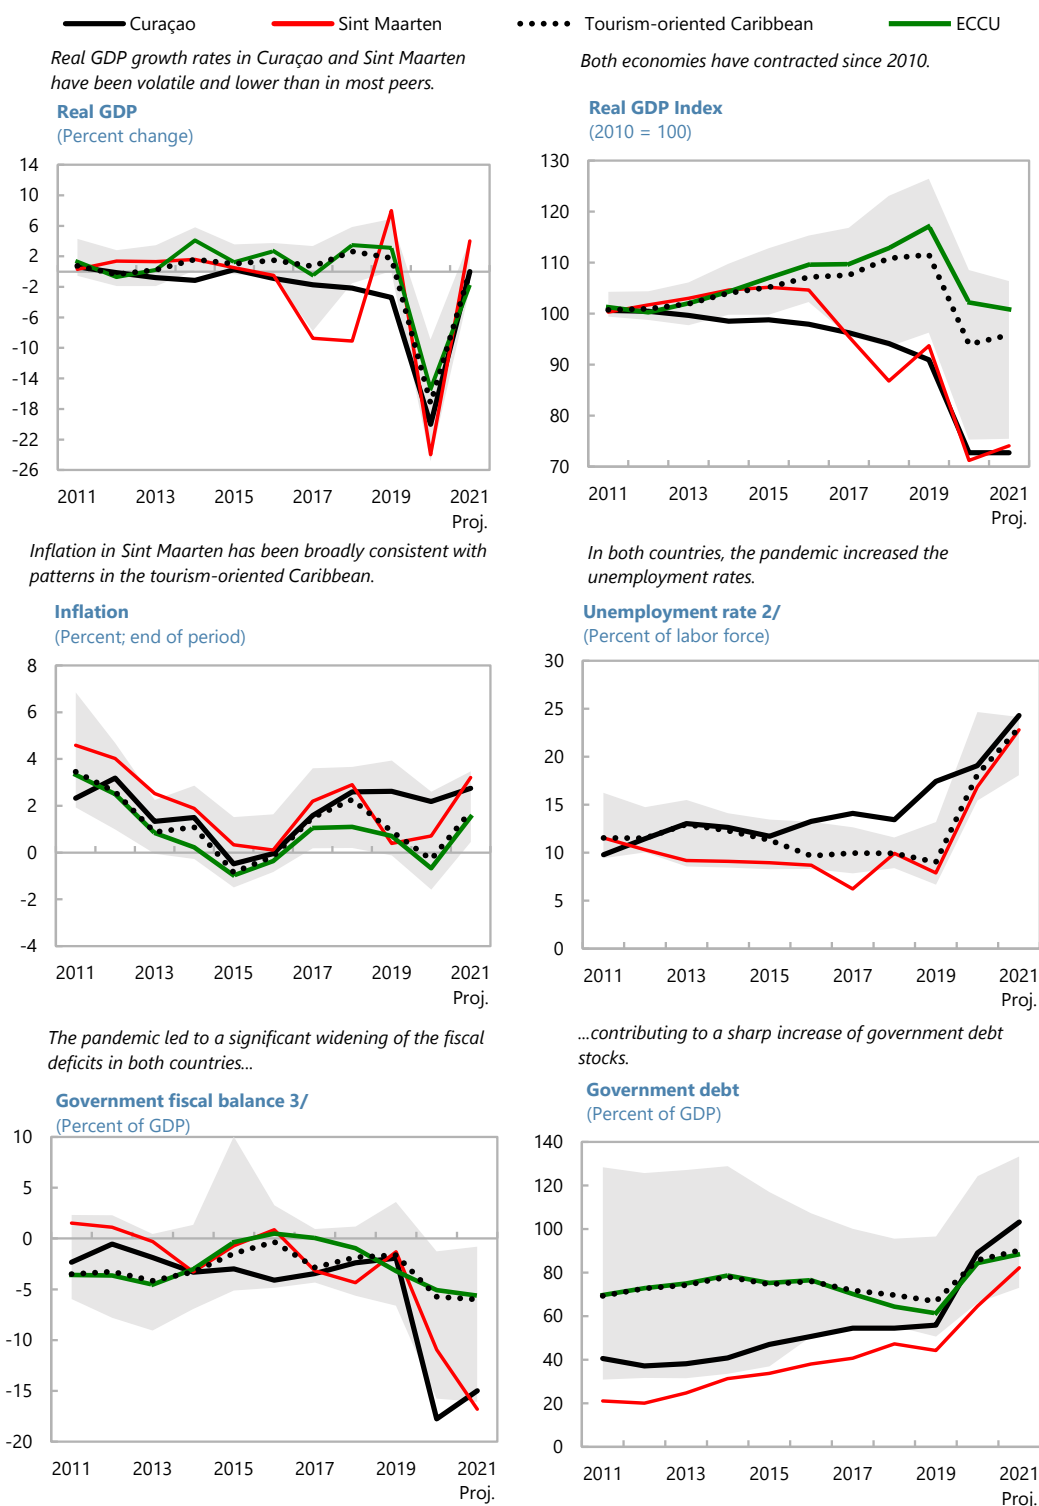 Curaçao
Sint Maarten
Tourism-oriented Caribbean
ECCU
Real GDP growth rates in Curaçao and Sint Maarten
have been volatile and lower than in most peers.
Real GDP
(Percent change)
14
10
6
2
-2
-6
-10
-14
-18
-22
-26
2011 2013 2015 2017 2019 2021
Proj.
Both economies have contracted since 2010.
Real GDP Index
(2010 = 100)
130
120
110
100
90
80
70
2011 2013 2015 2017 2019 2021
Proj.
Inflation in Sint Maarten has been broadly consistent with
patterns in the tourism-oriented Caribbean.
Inflation
(Percent; end of period)
8
6
4
2
0
-2
-4
2011 2013 2015 2017 2019 2021
Proj.
In both countries, the pandemic increased the
unemployment rates.
Unemployment rate 2/
(Percent of labor force)
30
25
20
15
10
5
0
2011 2013 2015 2017 2019 2021
Proj.
The pandemic led to a significant widening of the fiscal
deficits in both countries...
Government fiscal balance 3/
(Percent of GDP)
10
5
0
-5
-10
-15
-20
2011 2013 2015 2017 2019 2021
Proj.
...contributing to a sharp increase of government debt
stocks.
Government debt
(Percent of GDP)
140
120
100
80
60
40
20
0
2011 2013 2015 2017 2019 2021
Proj.